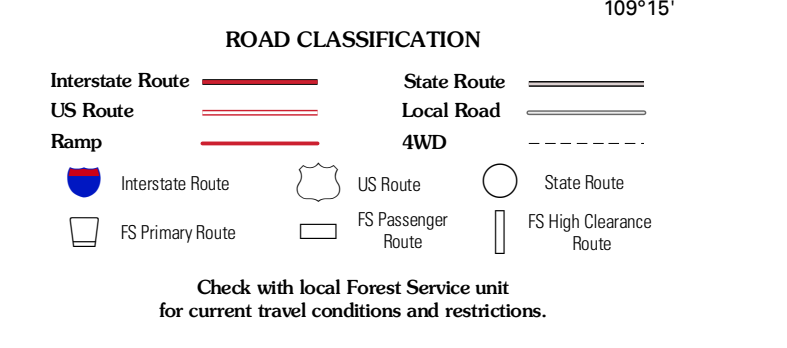 109°15'
ROAD CLASSIFICATION
Interstate Route State Route
US Route Local Road
Ramp 4WD
Interstate Route US Route State Route
FS Primary Route FS Passenger Route FS High Clearance Route
Check with local Forest Service unit
for current travel conditions and restrictions.